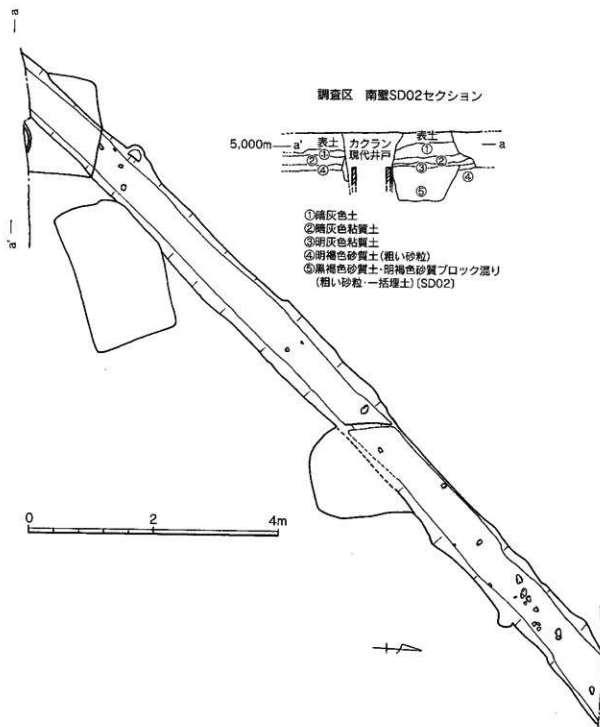 a
調査区 南壁SD02セクション
5,000m a' 表土 カクラン 現代井戸 表土 a
① ② ③ ④ ① ② ③ ④ ⑤
①暗灰色土
②暗灰色粘質土
③明灰色粘質土
④明褐色砂質土(粗い砂粒)
⑤黒褐色砂質土・明褐色砂質ブロック混り
(粗い砂粒・一括埋土)〔SD02〕
a'
0 2 4m